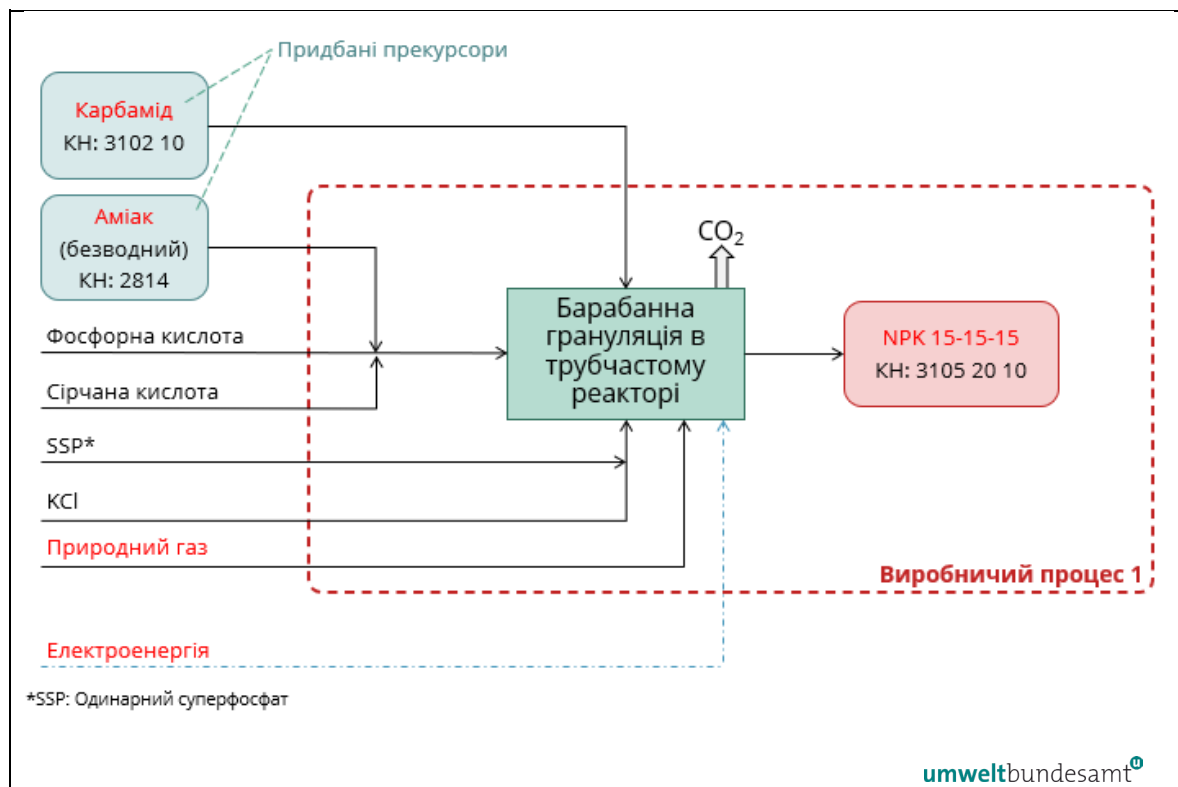 Придбані прекурсори
Карбамід
КН: 3102 10
Аміак
(безводний)
КН: 2814
CO₂
Фосфорна кислота
Барабанна
грануляція в
трубчастому
реакторі
NPK 15-15-15
КН: 3105 20 10
Сірчана кислота
SSP*
KCl
Природний газ
Виробничий процес 1
Електроенергія
*SSP: Одинарний суперфосфат
umweltbundesamt
u